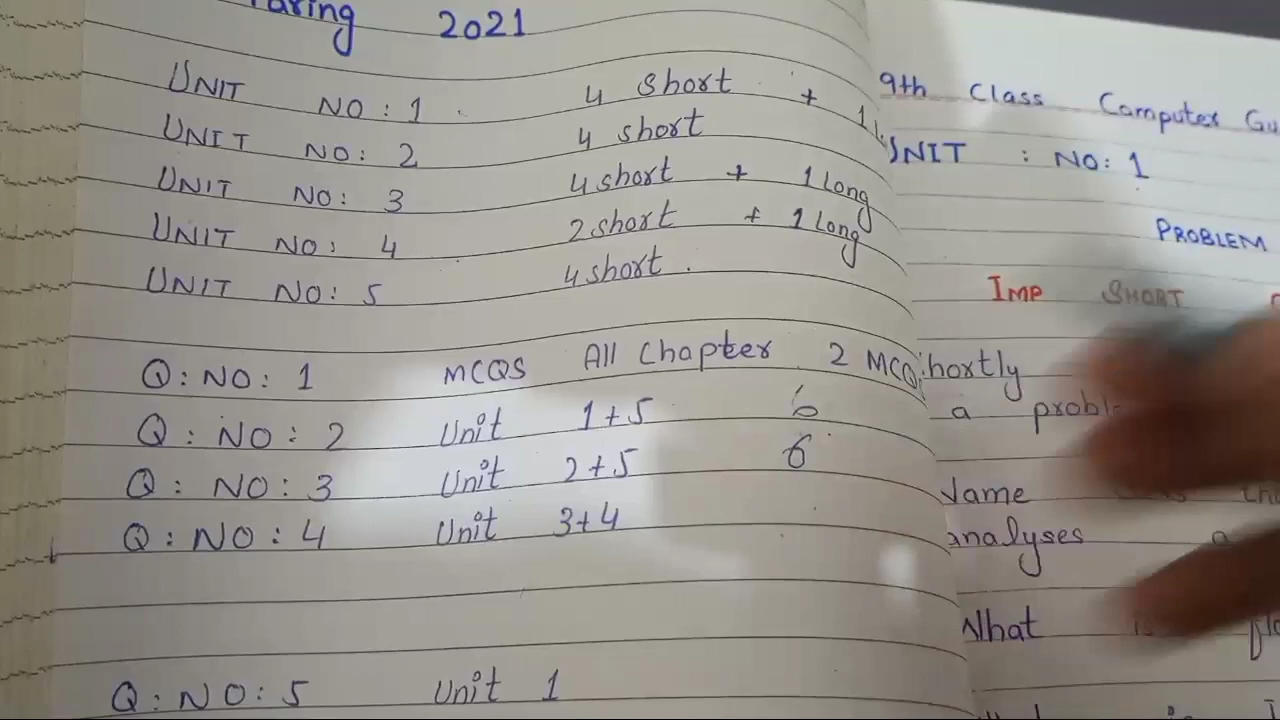 2021
UNIT NO: 1 4 Short + 1
UNIT NO: 2 4 short
UNIT NO: 3 4 short + 1 Long
UNIT NO: 4 2 short + 1 Long
UNIT NO: 5 4 short.
Q: NO: 1 MCQS All Chapter 2 MCQ
Q: NO: 2 Unit 1+5 6
Q: NO: 3 Unit 2+5 6
Q: NO: 4 Unit 3+4
Q: NO: 5 Unit 1
9th Class Computer Gu
UNIT : NO: 1
PROBLEM
IMP SHORT
hortly
a probl
Name
analyses a
What